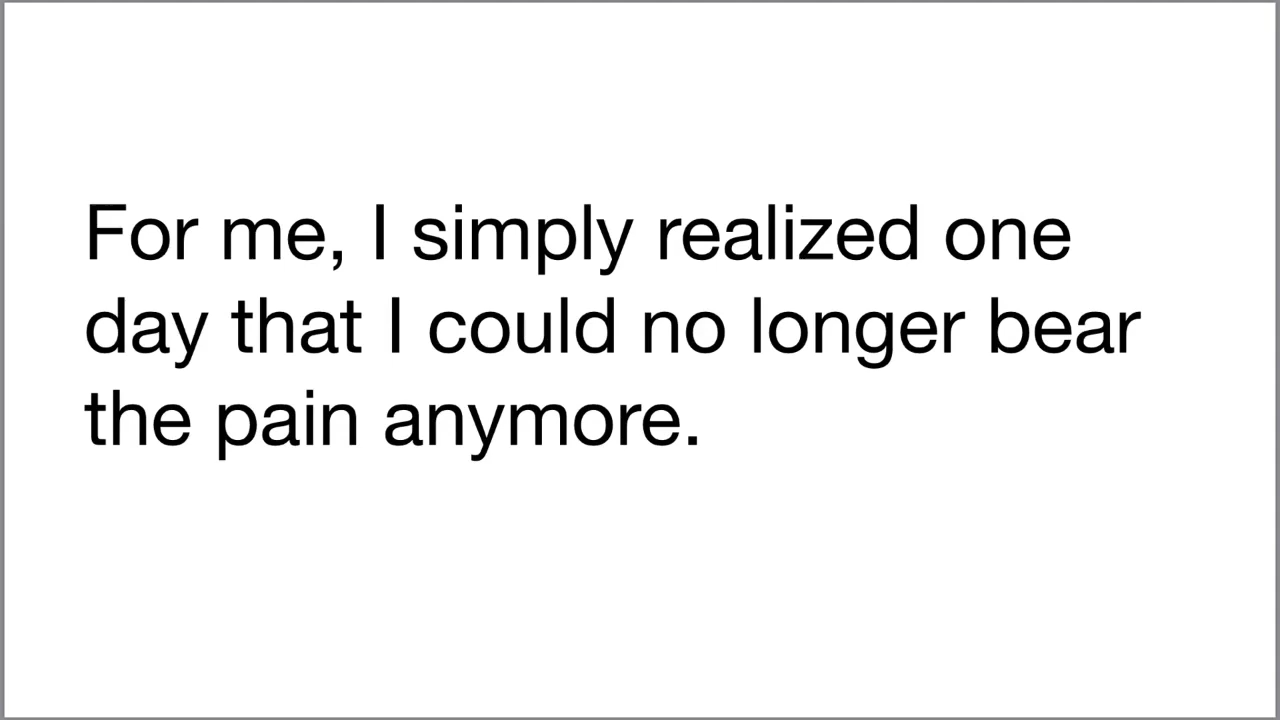 For me, I simply realized one
day that I could no longer bear
the pain anymore.